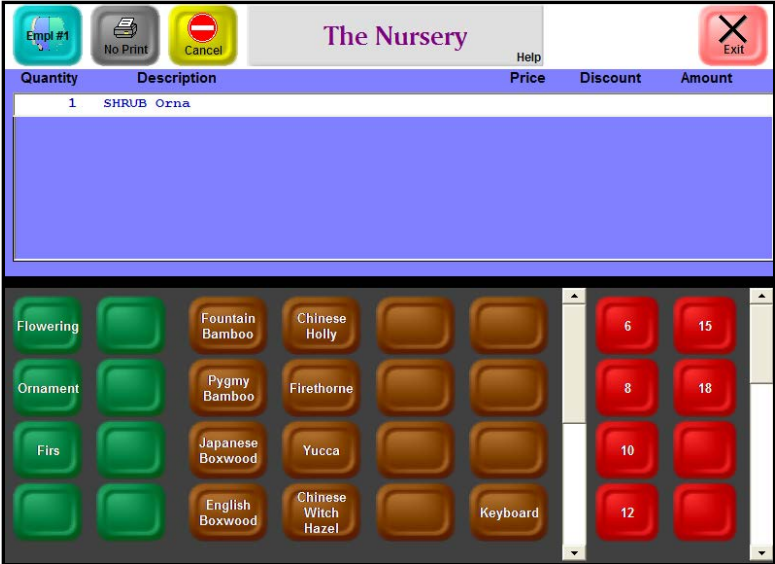 Empl #1
No Print
Cancel
The Nursery
Help
Exit
Quantity Description Price Discount Amount
1 SHRUB Orna
Flowering
Fountain
Bamboo
Chinese
Holly
6
15
Ornament
Pygmy
Bamboo
Firethorne
8
18
Firs
Japanese
Boxwood
Yucca
10
English
Boxwood
Chinese
Witch
Hazel
Keyboard
12